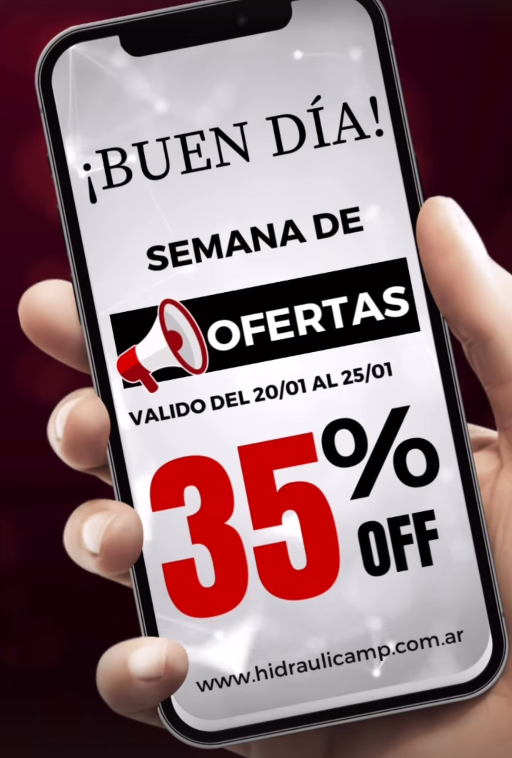 ¡BUEN DÍA!
SEMANA DE
OFERTAS
VALIDO DEL 20/01 AL 25/01
35%
OFF
www.hidraulicamp.com.ar